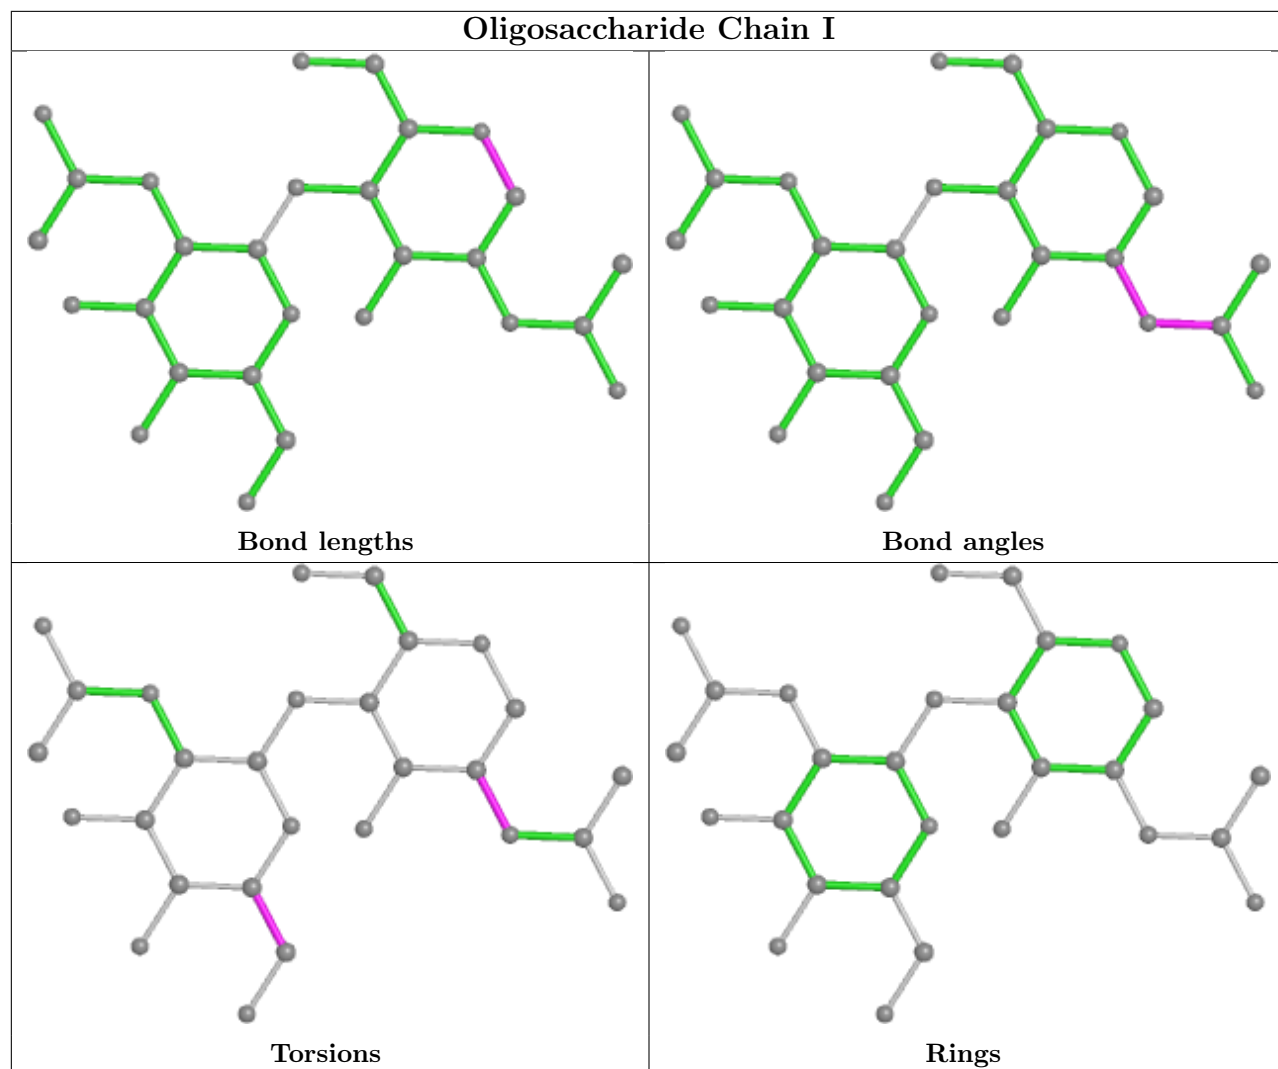 Oligosaccharide Chain I
Bond lengths
Bond angles
Torsions
Rings